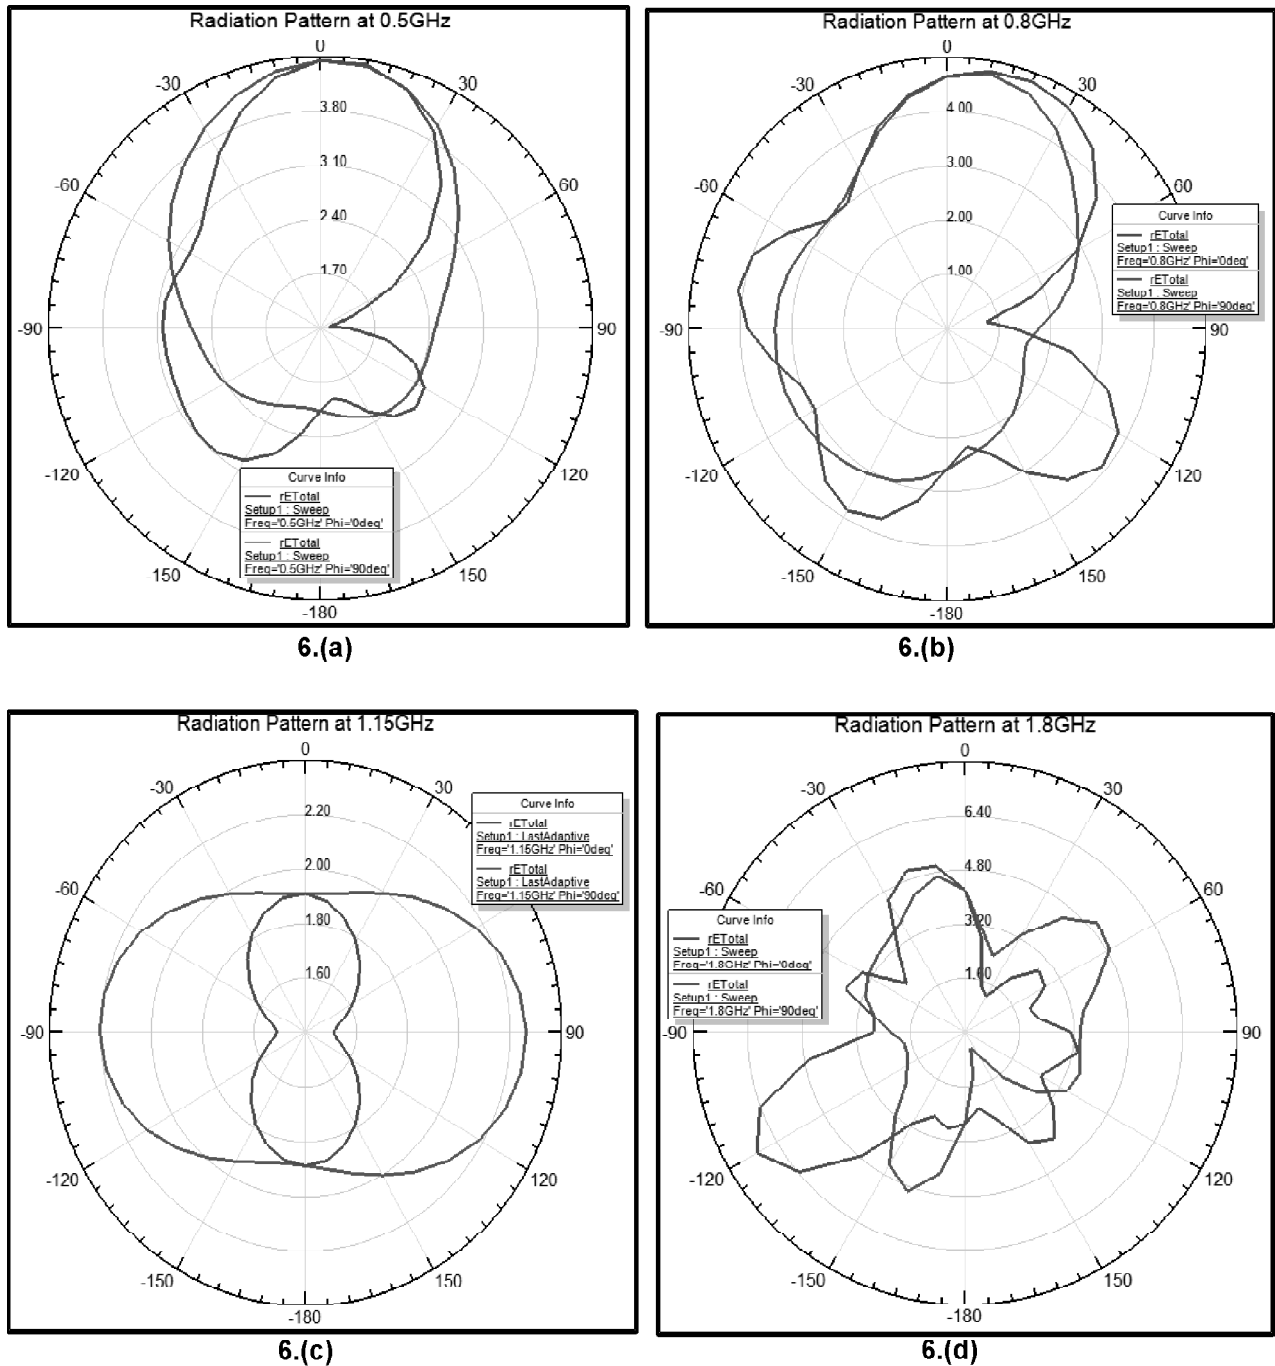 Radiation Pattern at 0.5GHz
0
-30
30
3.80
3.10
-60
60
2.40
1.70
-90
90
-120
120
Curve Info
rETotal
Setup1 : Sweep
Freq='0.5GHz' Phi='0deg'
rETotal
Setup1 : Sweep
Freq='0.5GHz' Phi='90deg'
-150
150
-180
6.(a)
Radiation Pattern at 0.8GHz
0
-30
30
4.00
3.00
-60
60
2.00
1.00
Curve Info
rETotal
Setup1 : Sweep
Freq='0.8GHz' Phi='0deg'
rETotal
Setup1 : Sweep
Freq='0.8GHz' Phi='90deg'
-90
90
-120
120
-150
150
-180
6.(b)
Radiation Pattern at 1.15GHz
0
-30
30
2.20
2.00
-60
1.80
1.60
Curve Info
rETotal
Setup1 : LastAdaptive
Freq='1.15GHz' Phi='0deg'
rETotal
Setup1 : LastAdaptive
Freq='1.15GHz' Phi='90deg'
-90
90
-120
120
-150
150
-180
6.(c)
Radiation Pattern at 1.8GHz
0
-30
30
6.40
4.80
-60
60
3.20
1.60
Curve Info
rETotal
Setup1 : Sweep
Freq='1.8GHz' Phi='0deg'
rETotal
Setup1 : Sweep
Freq='1.8GHz' Phi='90deg'
-90
90
-120
120
-150
150
-180
6.(d)